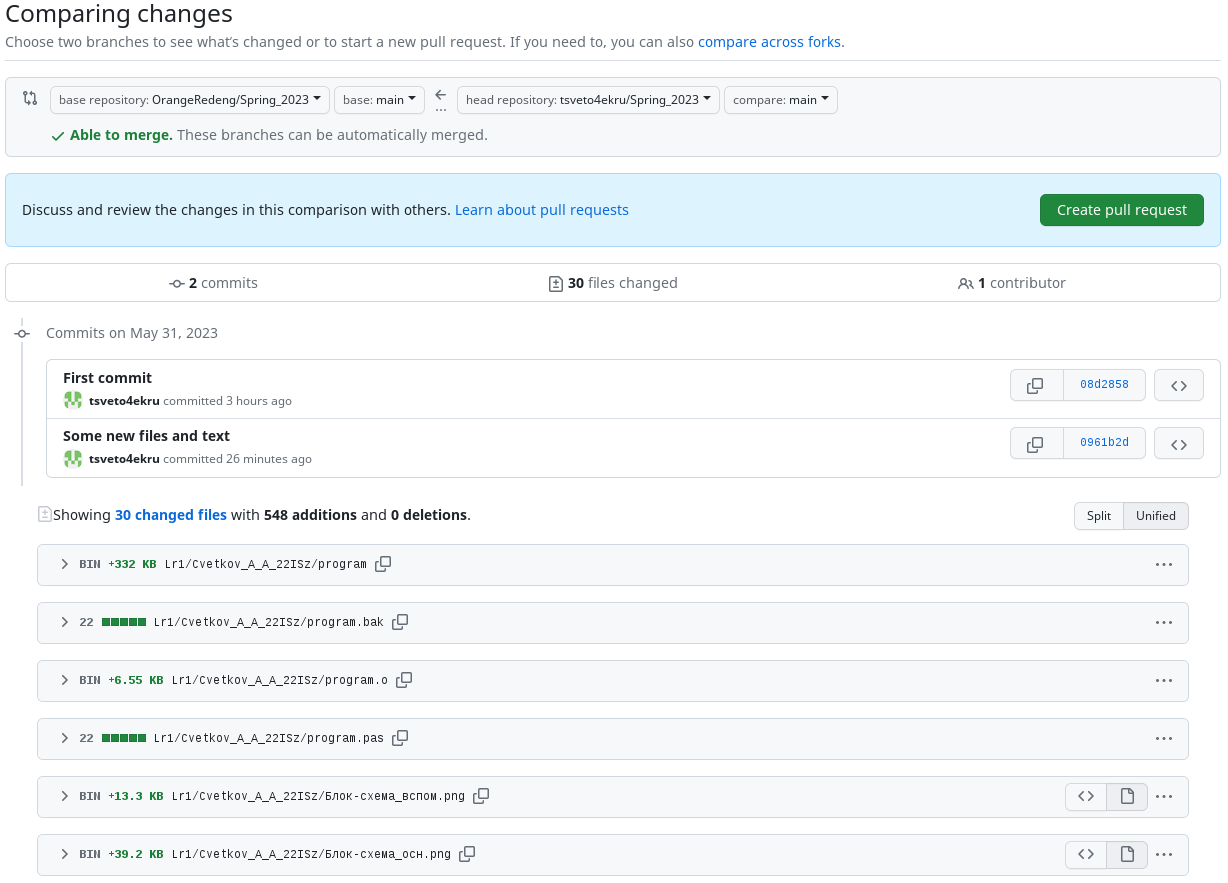 Comparing changes
Choose two branches to see what's changed or to start a new pull request. If you need to, you can also compare across forks.
base repository: OrangeRedeng/Spring_2023 base: main ... head repository: tsveto4ekru/Spring_2023 compare: main
Able to merge. These branches can be automatically merged.
Discuss and review the changes in this comparison with others. Learn about pull requests Create pull request
2 commits 30 files changed 1 contributor
Commits on May 31, 2023
First commit
tsveto4ekru committed 3 hours ago 08d2858
Some new files and text
tsveto4ekru committed 26 minutes ago 0961b2d
Showing 30 changed files with 548 additions and 0 deletions. Split Unified
BIN +332 KB Lr1/Cvetkov_A_A_22ISz/program
22 Lr1/Cvetkov_A_A_22ISz/program.bak
BIN +6.55 KB Lr1/Cvetkov_A_A_22ISz/program.o
22 Lr1/Cvetkov_A_A_22ISz/program.pas
BIN +13.3 KB Lr1/Cvetkov_A_A_22ISz/Блок-схема_вспом.png
BIN +39.2 KB Lr1/Cvetkov_A_A_22ISz/Блок-схема_осн.png